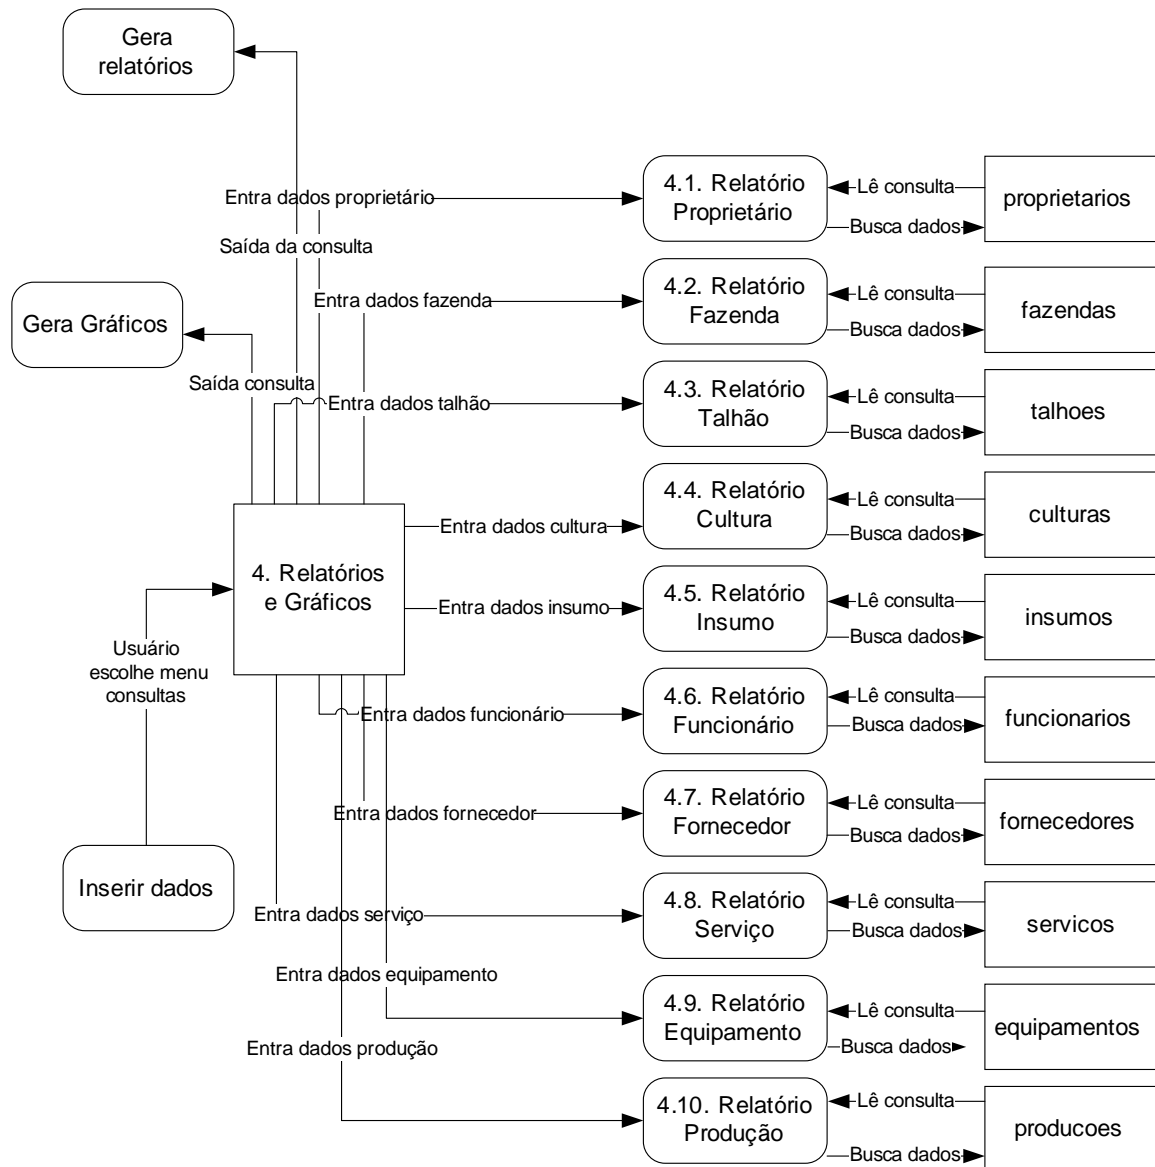 Gera
relatórios
Entra dados proprietário
4.1. Relatório
Proprietário
Lê consulta
Busca dados
proprietarios
Saída da consulta
Gera Gráficos
Entra dados fazenda
4.2. Relatório
Fazenda
Lê consulta
Busca dados
fazendas
Saída consulta
Entra dados talhão
4.3. Relatório
Talhão
Lê consulta
Busca dados
talhoes
4. Relatórios
e Gráficos
Entra dados cultura
4.4. Relatório
Cultura
Lê consulta
Busca dados
culturas
Entra dados insumo
4.5. Relatório
Insumo
Lê consulta
Busca dados
insumos
Usuário
escolhe menu
consultas
Entra dados funcionário
4.6. Relatório
Funcionário
Lê consulta
Busca dados
funcionarios
Entra dados fornecedor
4.7. Relatório
Fornecedor
Lê consulta
Busca dados
fornecedores
Inserir dados
Entra dados serviço
4.8. Relatório
Serviço
Lê consulta
Busca dados
servicos
Entra dados equipamento
4.9. Relatório
Equipamento
Lê consulta
Busca dados
equipamentos
Entra dados produção
4.10. Relatório
Produção
Lê consulta
Busca dados
producoes